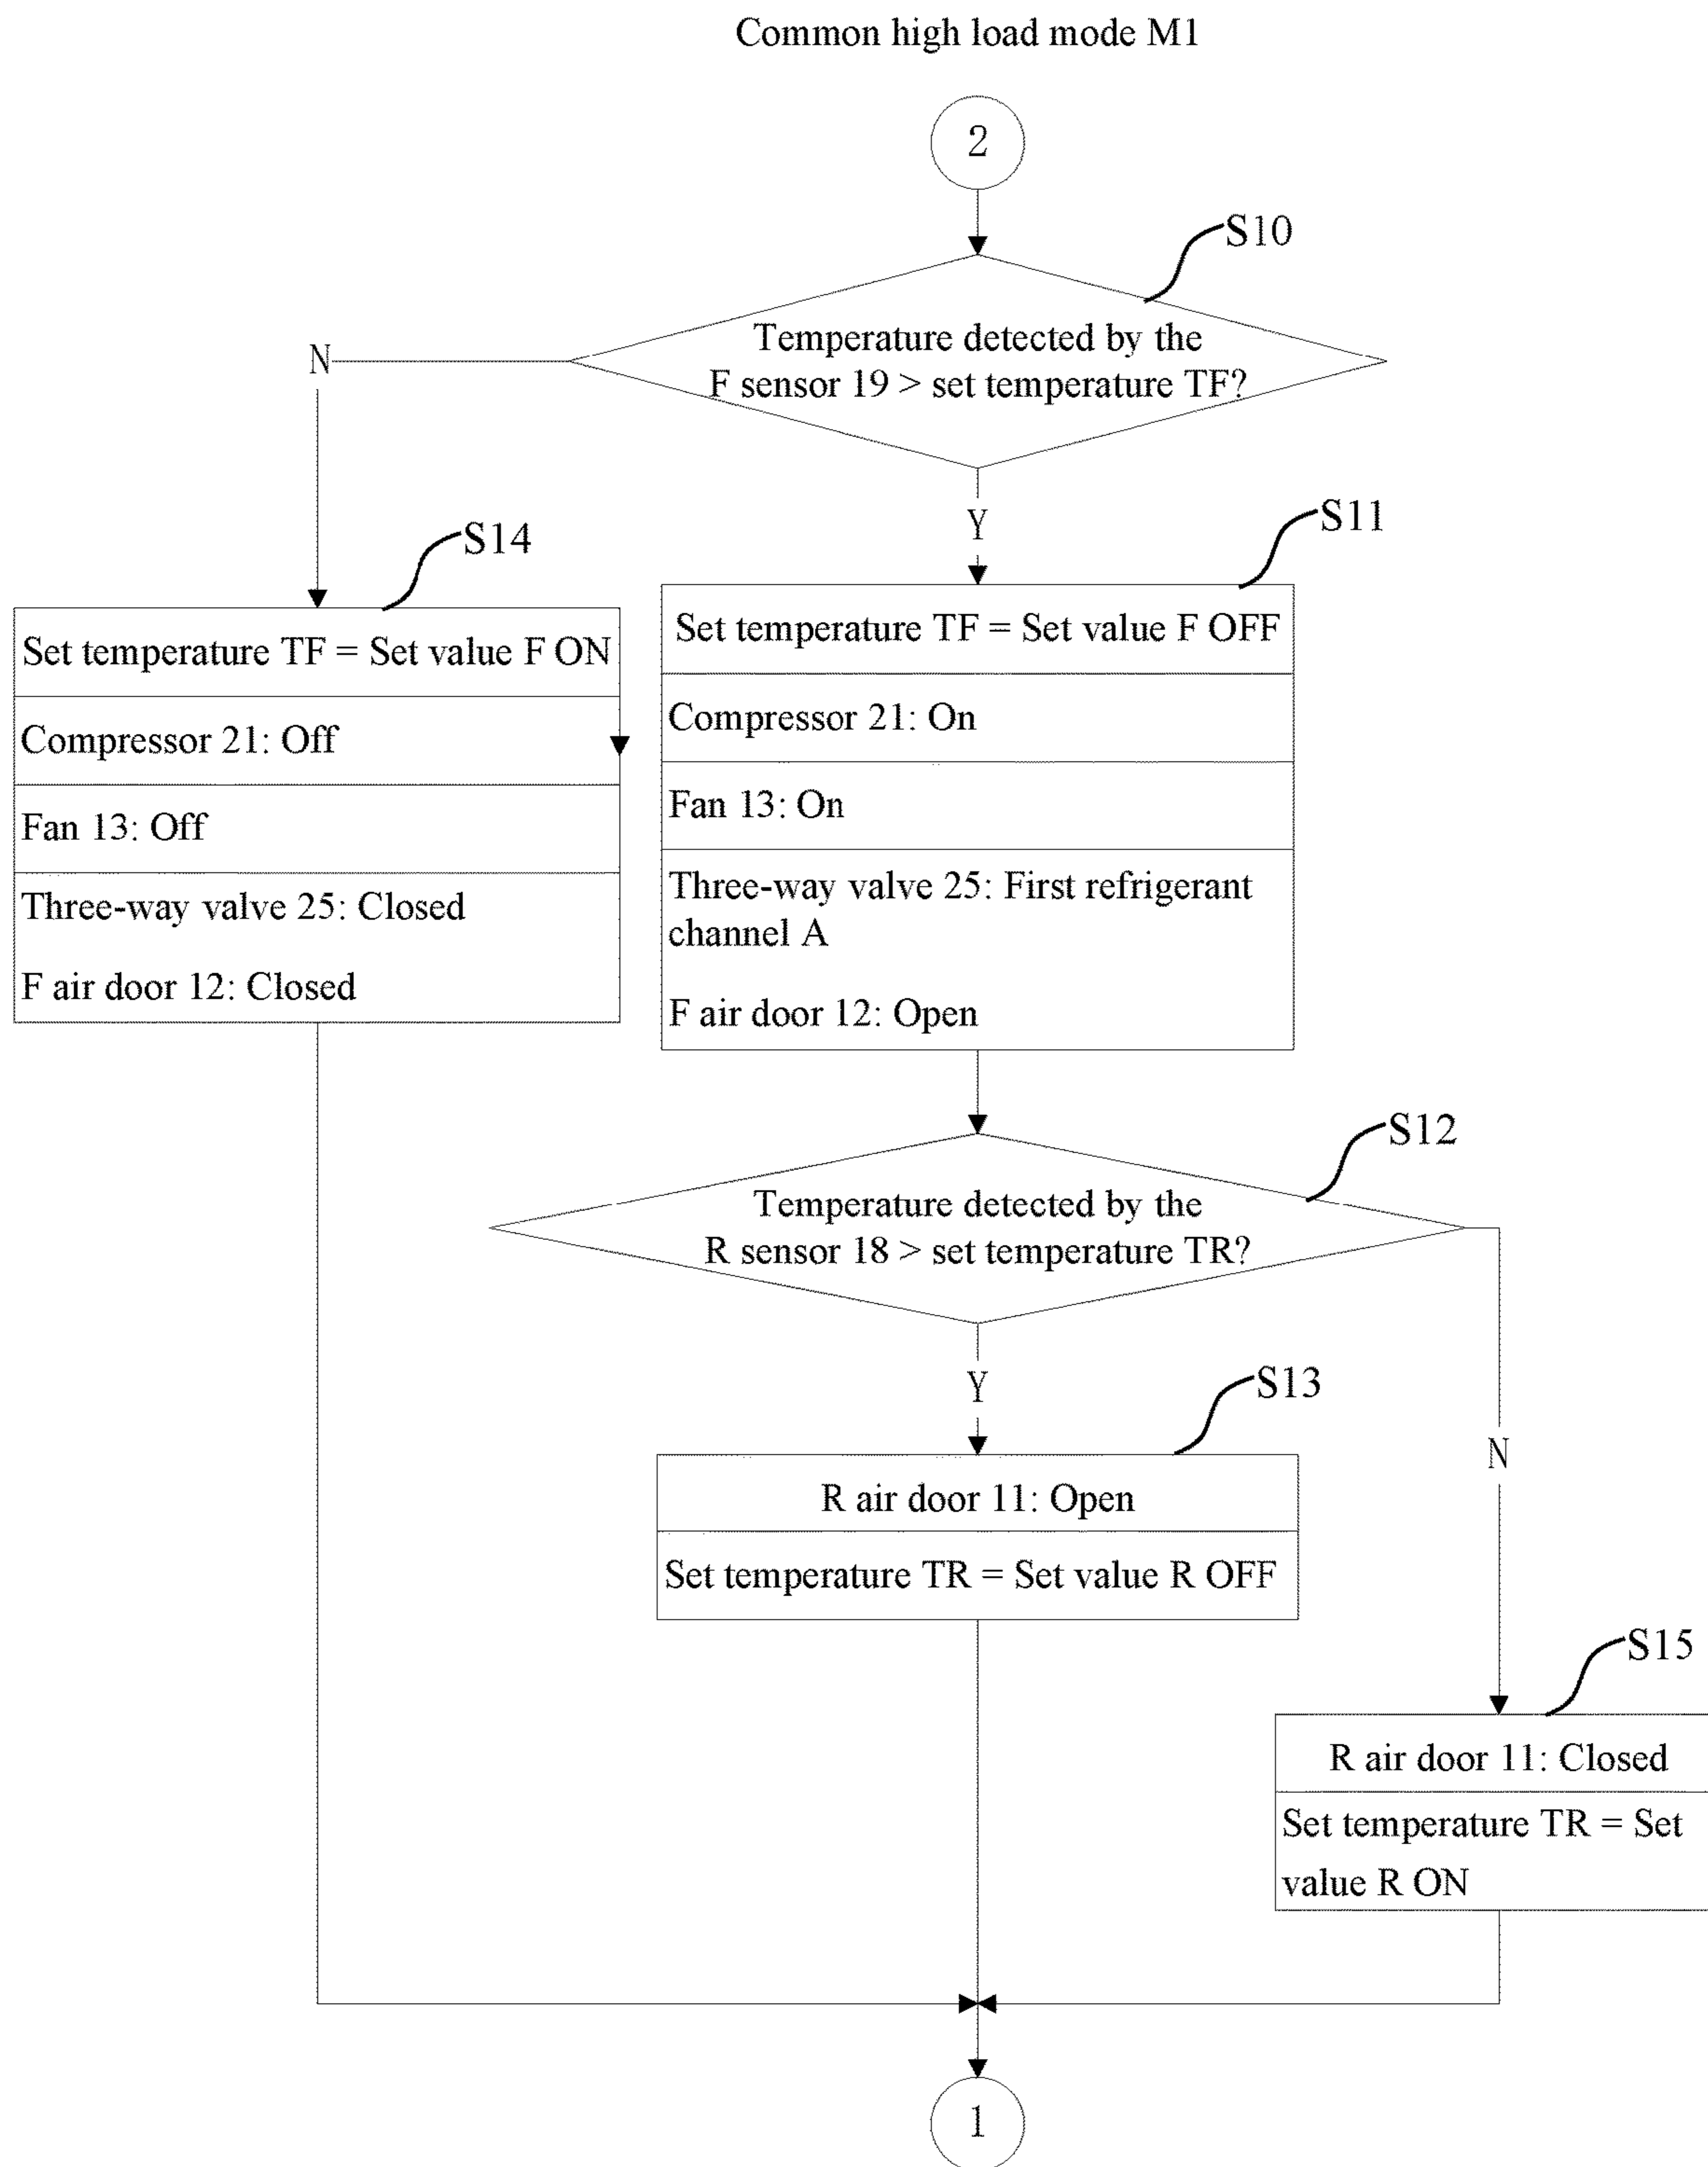 Common high load mode M1
2
S10
Temperature detected by the
F sensor 19 > set temperature TF?
N
Y
S14
Set temperature TF = Set value F ON
Compressor 21: Off
Fan 13: Off
Three-way valve 25: Closed
F air door 12: Closed
S11
Set temperature TF = Set value F OFF
Compressor 21: On
Fan 13: On
Three-way valve 25: First refrigerant
channel A
F air door 12: Open
S12
Temperature detected by the
R sensor 18 > set temperature TR?
Y
N
S13
R air door 11: Open
Set temperature TR = Set value R OFF
S15
R air door 11: Closed
Set temperature TR = Set
value R ON
1